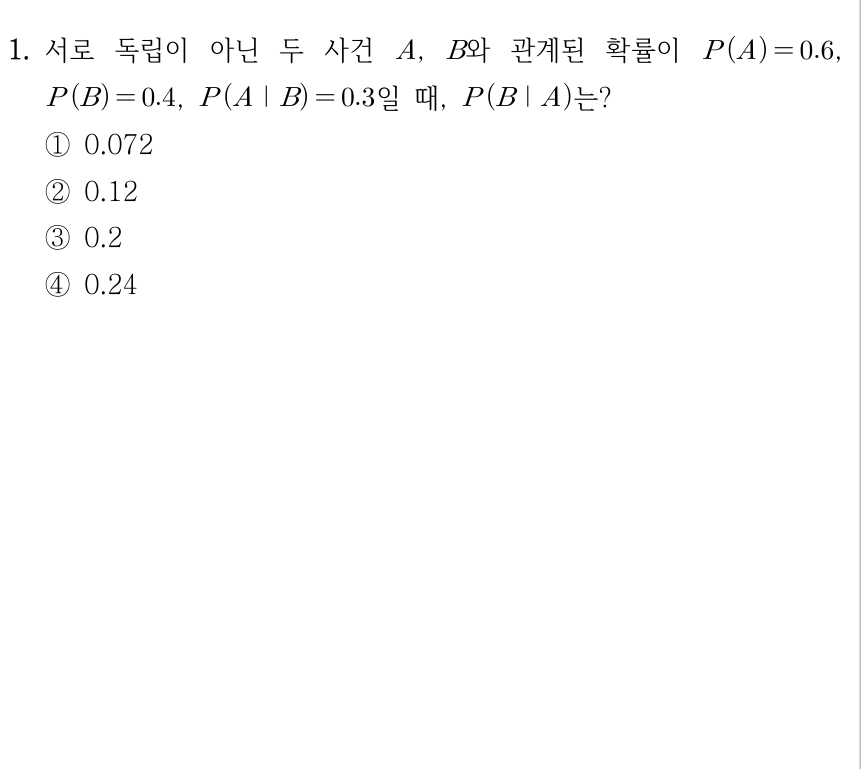 1. 서로 독립이 아닌 두 사건 A, B와 관계된 확률이 P(A)=0.6,
P(B)=0.4, P(A | B)=0.3일 때, P(B | A)는?
① 0.072
② 0.12
③ 0.2
④ 0.24